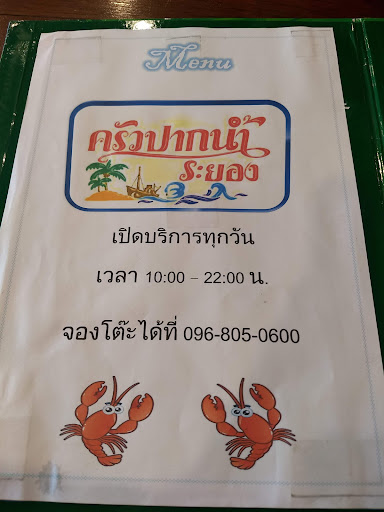 Menu
ครัวปากน้ำ
ระยอง
เปิดบริการทุกวัน
เวลา 10:00 – 22:00 น.
จองโต๊ะได้ที่ 096-805-0600